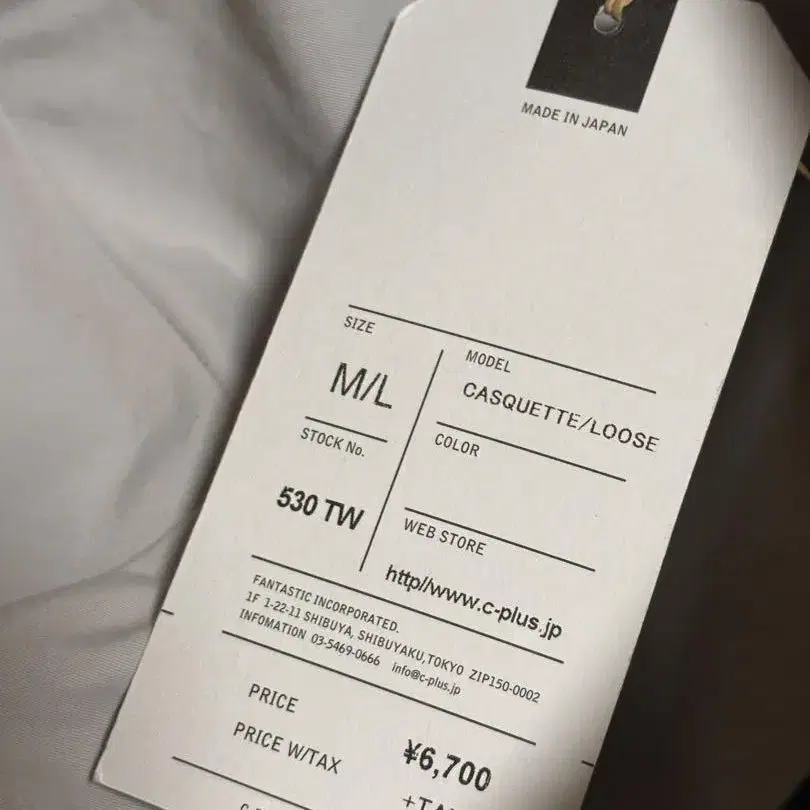 MADE IN JAPAN
SIZE
M/L
MODEL
CASQUETTE/LOOSE
STOCK No.
530 TW
COLOR
WEB STORE
http//www.c-plus.jp
FANTASTIC INCORPORATED.
1F 1-22-11 SHIBUYA, SHIBUYAKU,TOKYO ZIP150-0002
INFOMATION 03-5469-0666 info@c-plus.jp
PRICE
¥6,700
PRICE W/TAX